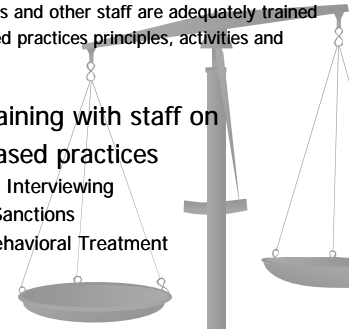 s and other staff are adequately trained
ed practices principles, activities and
aining with staff on
ased practices
Interviewing
Sanctions
ehavioral Treatment